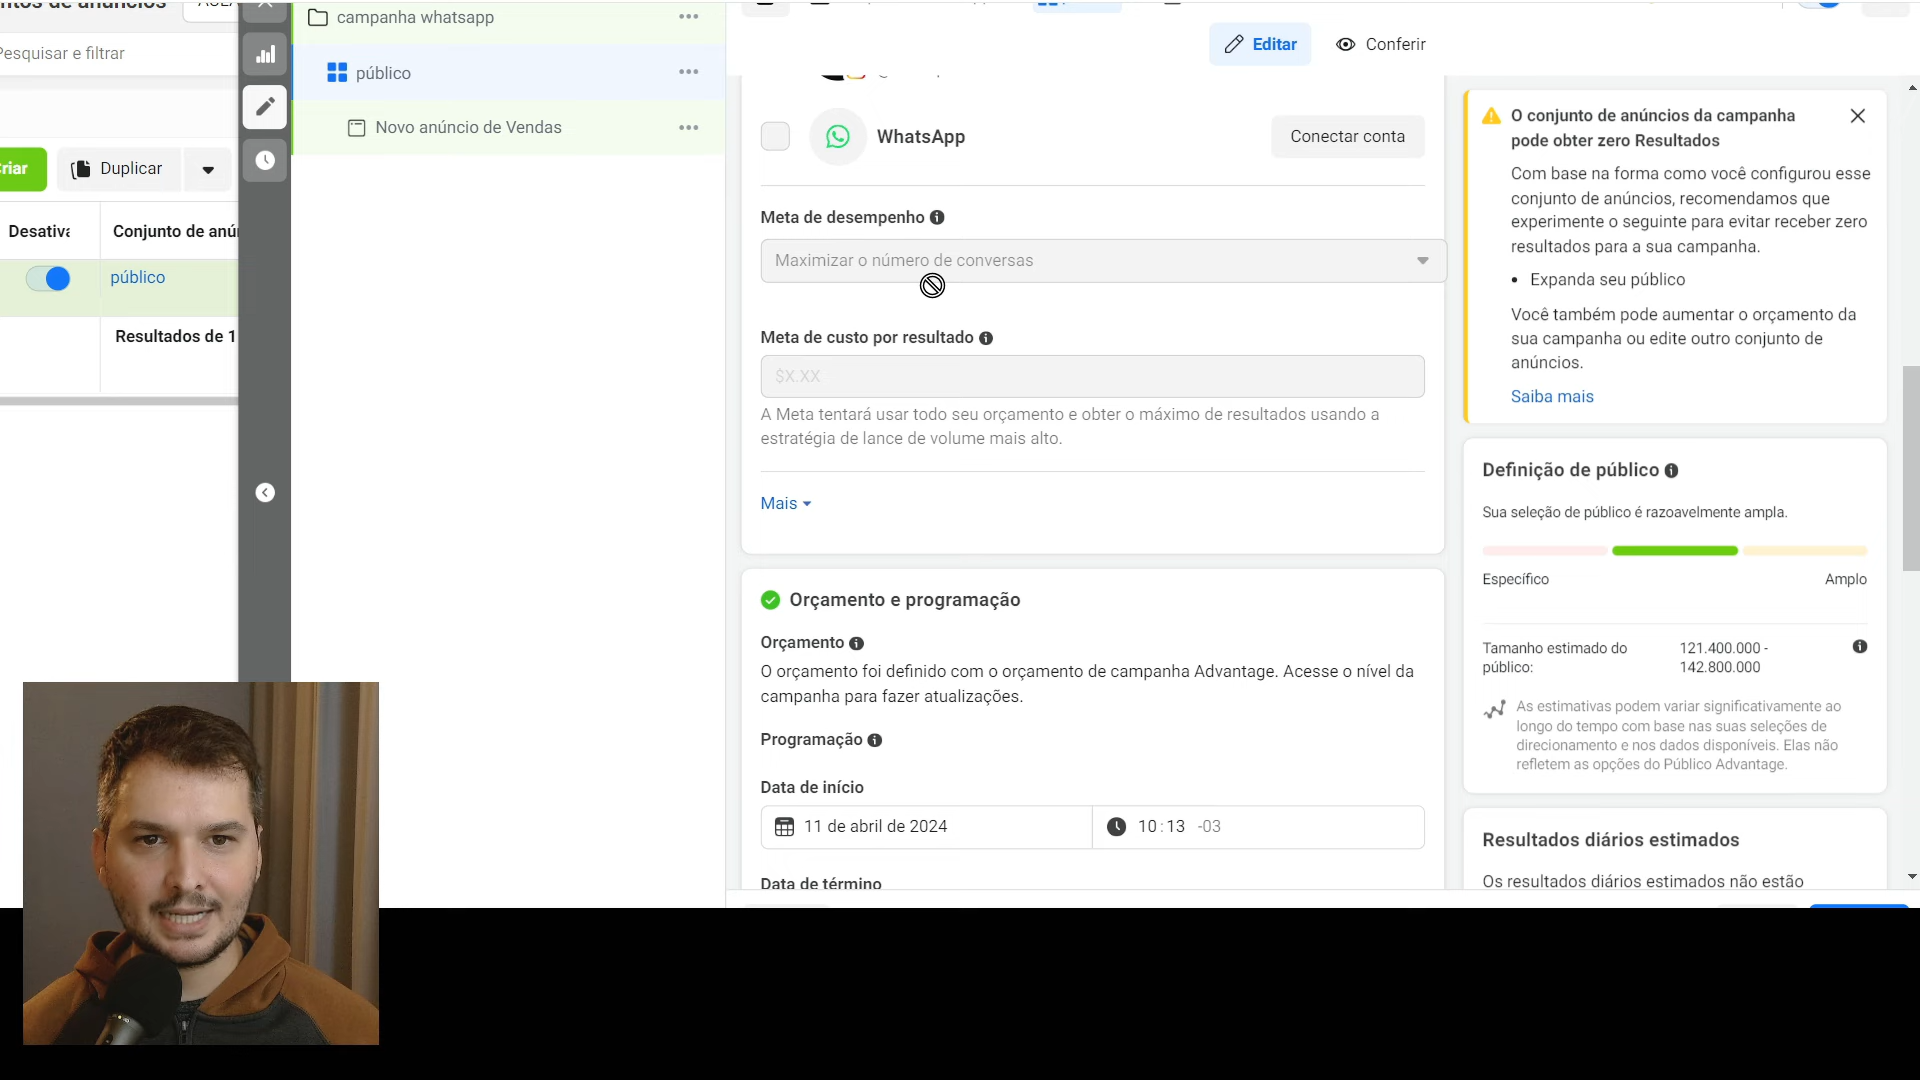 Pesquisar e filtrar
campanha whatsapp
público
Novo anúncio de Vendas
Duplicar
Conjunto de
público
Resultados de 1
Editar
Conferir
WhatsApp
Conectar conta
Meta de desempenho
Maximizar o número de conversas
Meta de custo por resultado
$X.XX
A Meta tentará usar todo seu orçamento e obter o máximo de resultados usando a
estratégia de lance de volume mais alto.
Mais
Orçamento e programação
Orçamento
O orçamento foi definido com o orçamento de campanha Advantage. Acesse o nível da
campanha para fazer atualizações.
Programação
Data de início
11 de abril de 2024
10:13 -03
Data de término
O conjunto de anúncios da campanha
pode obter zero Resultados
Com base na forma como você configurou esse
conjunto de anúncios, recomendamos que
experimente o seguinte para evitar receber zero
resultados para a sua campanha.
• Expanda seu público
Você também pode aumentar o orçamento da
sua campanha ou edite outro conjunto de
anúncios.
Saiba mais
Definição de público
Sua seleção de público é razoavelmente ampla.
Específico
Amplo
Tamanho estimado do
público:
121.400.000 -
142.800.000
As estimativas podem variar significativamente ao
longo do tempo com base nas suas seleções de
direcionamento e nos dados disponíveis. Elas não
refletem as opções do Público Advantage.
Resultados diários estimados
Os resultados diários estimados não estão